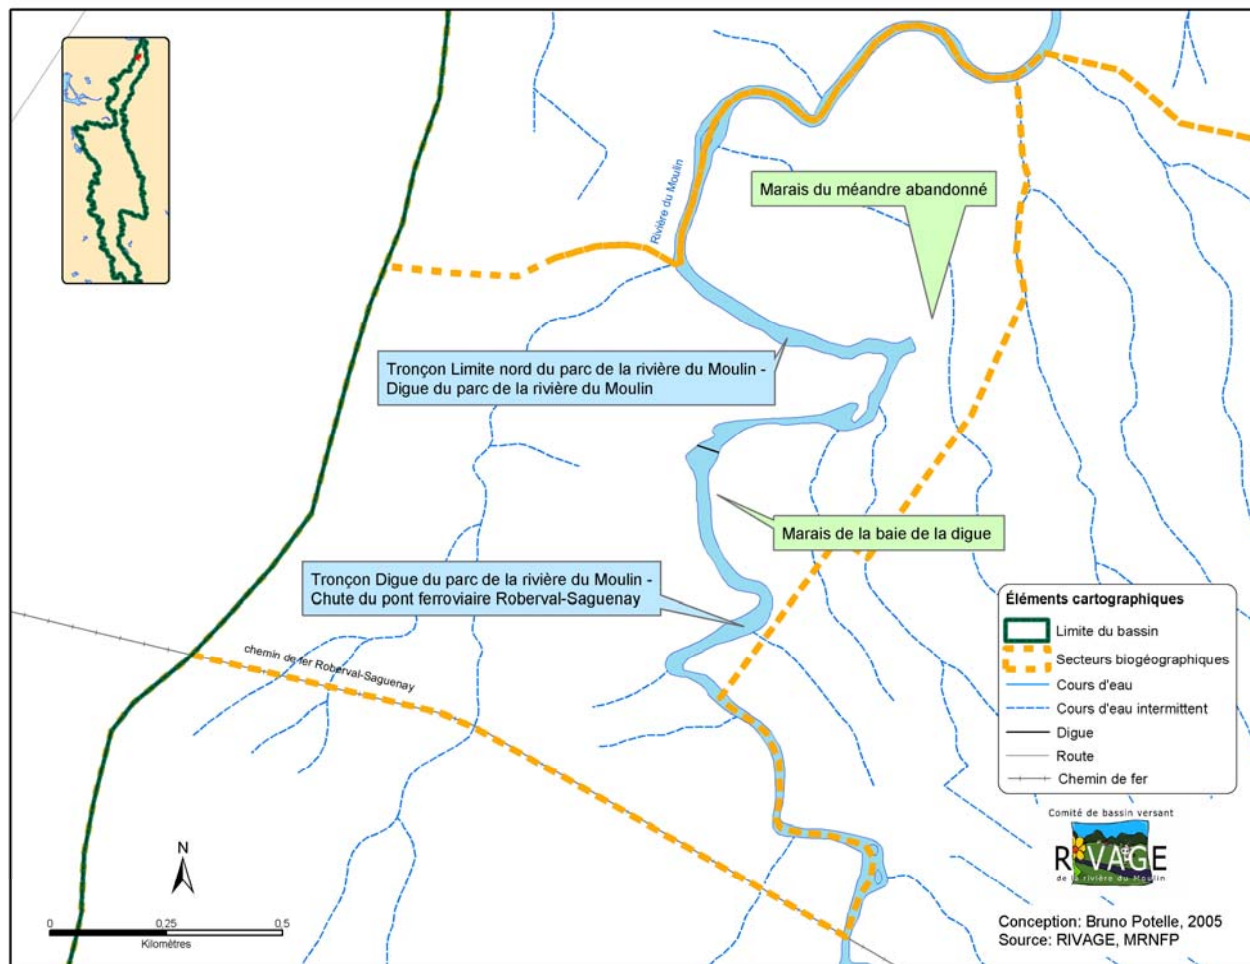 Rivière du Moulin
Marais du méandre abandonné
Tronçon Limite nord du parc de la rivière du Moulin -
Digue du parc de la rivière du Moulin
Marais de la baie de la digue
Tronçon Digue du parc de la rivière du Moulin -
Chute du pont ferroviaire Roberval-Saguenay
chemin de fer Roberval-Saguenay
Éléments cartographiques
Limite du bassin
Secteurs biogéographiques
Cours d'eau
Cours d'eau intermittent
Digue
Route
Chemin de fer
Comité de bassin versant
RIVAGE
de la rivière du Moulin
N
0 0,25 0,5
Kilomètres
Conception: Bruno Potelle, 2005
Source: RIVAGE, MRNFP